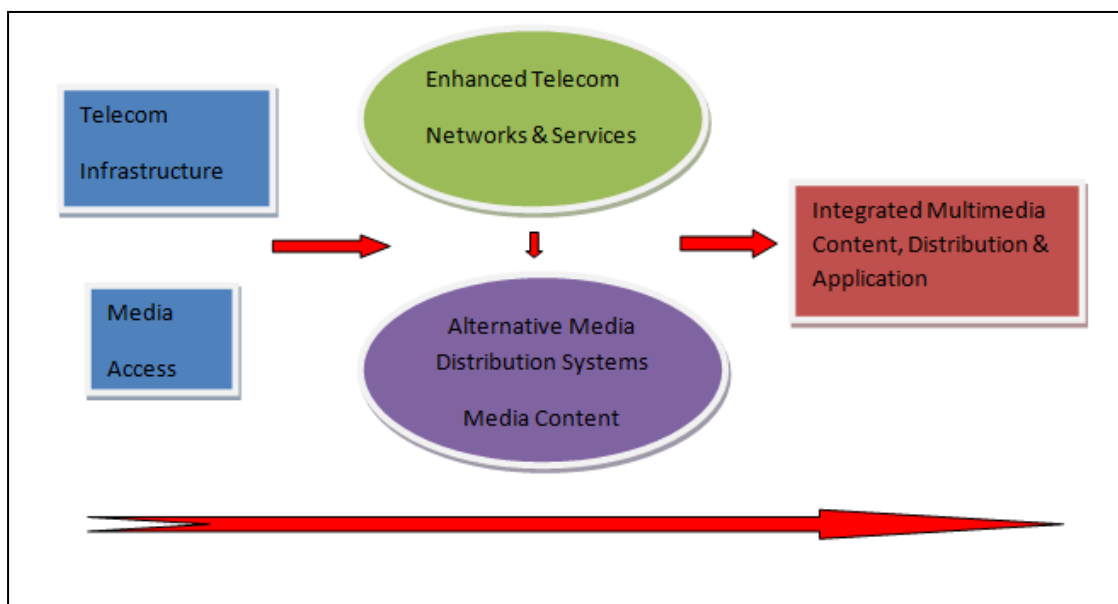 Telecom
Infrastructure
Media
Access
Enhanced Telecom
Networks & Services
Alternative Media
Distribution Systems
Media Content
Integrated Multimedia
Content, Distribution &
Application